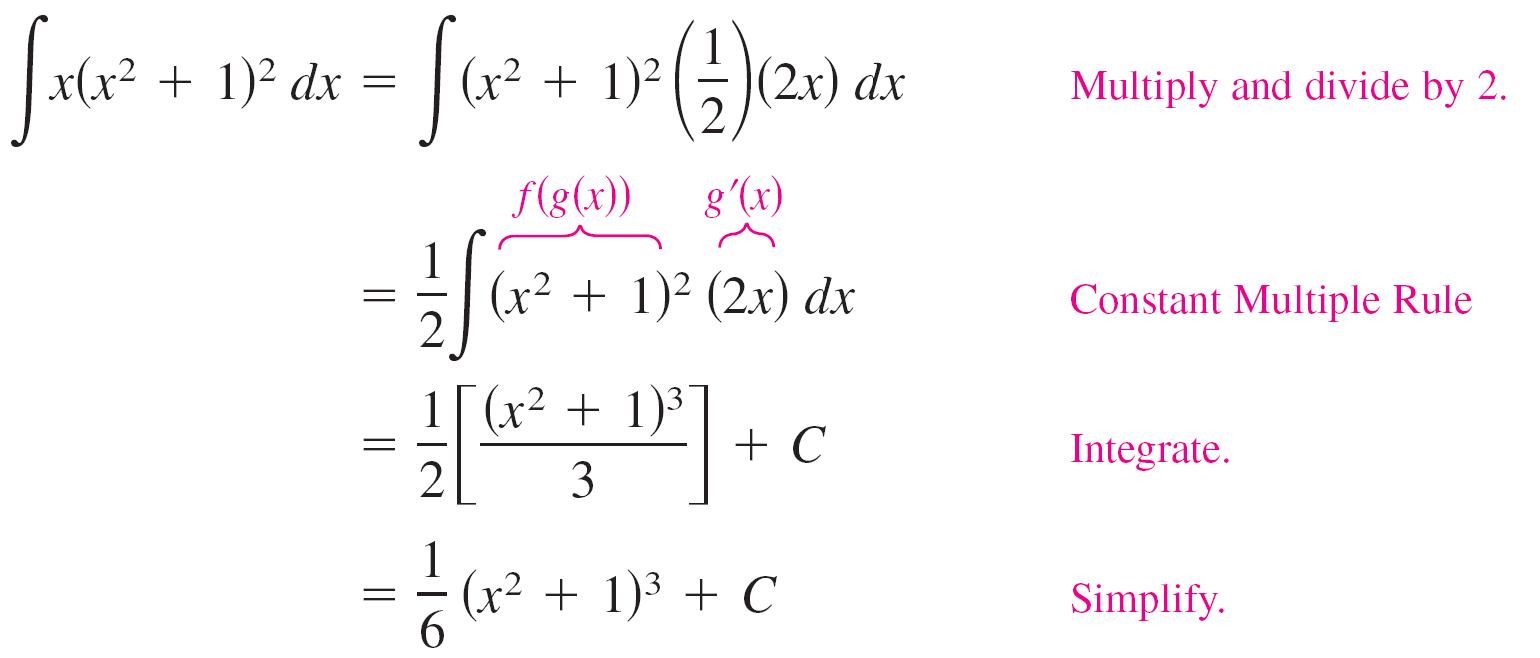 ∫ x(x² + 1)² dx = ∫ (x² + 1)² (1/2) (2x) dx Multiply and divide by 2.
f(g(x)) g′(x)
= 1/2 ∫ (x² + 1)² (2x) dx Constant Multiple Rule
= 1/2 [(x² + 1)³/3] + C Integrate.
= 1/6 (x² + 1)³ + C Simplify.